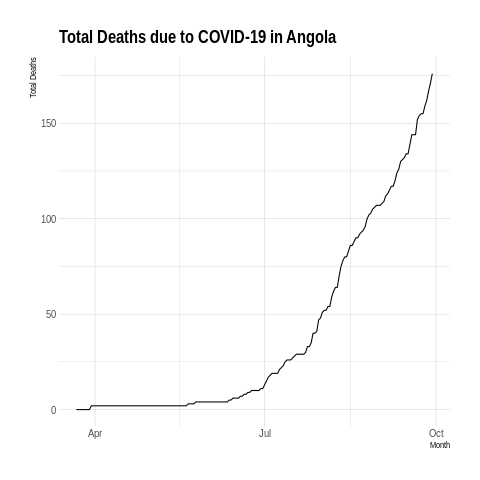 Total Deaths due to COVID-19 in Angola
Total Deaths
150
100
50
0
Apr
Jul
Oct
Month